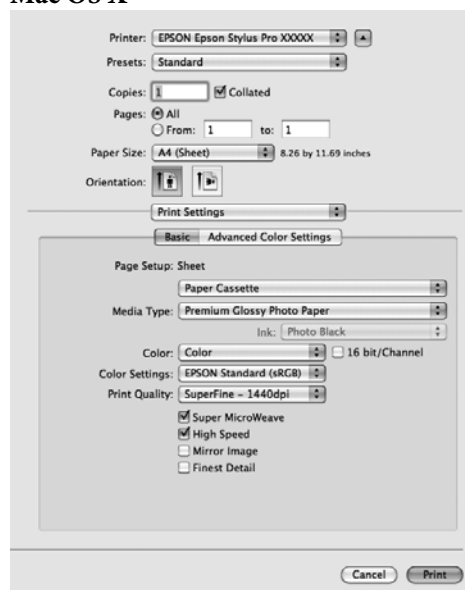 Mac OS X
Printer: EPSON Epson Stylus Pro XXXXX
Presets: Standard
Copies: 1 Collated
Pages: All
From: 1 to: 1
Paper Size: A4 (Sheet) 8.26 by 11.69 inches
Orientation:
Print Settings
Basic Advanced Color Settings
Page Setup: Sheet
Paper Cassette
Media Type: Premium Glossy Photo Paper
Ink: Photo Black
Color: Color 16 bit/Channel
Color Settings: EPSON Standard (sRGB)
Print Quality: SuperFine - 1440dpi
Super MicroWeave
High Speed
Mirror Image
Finest Detail
Cancel Print